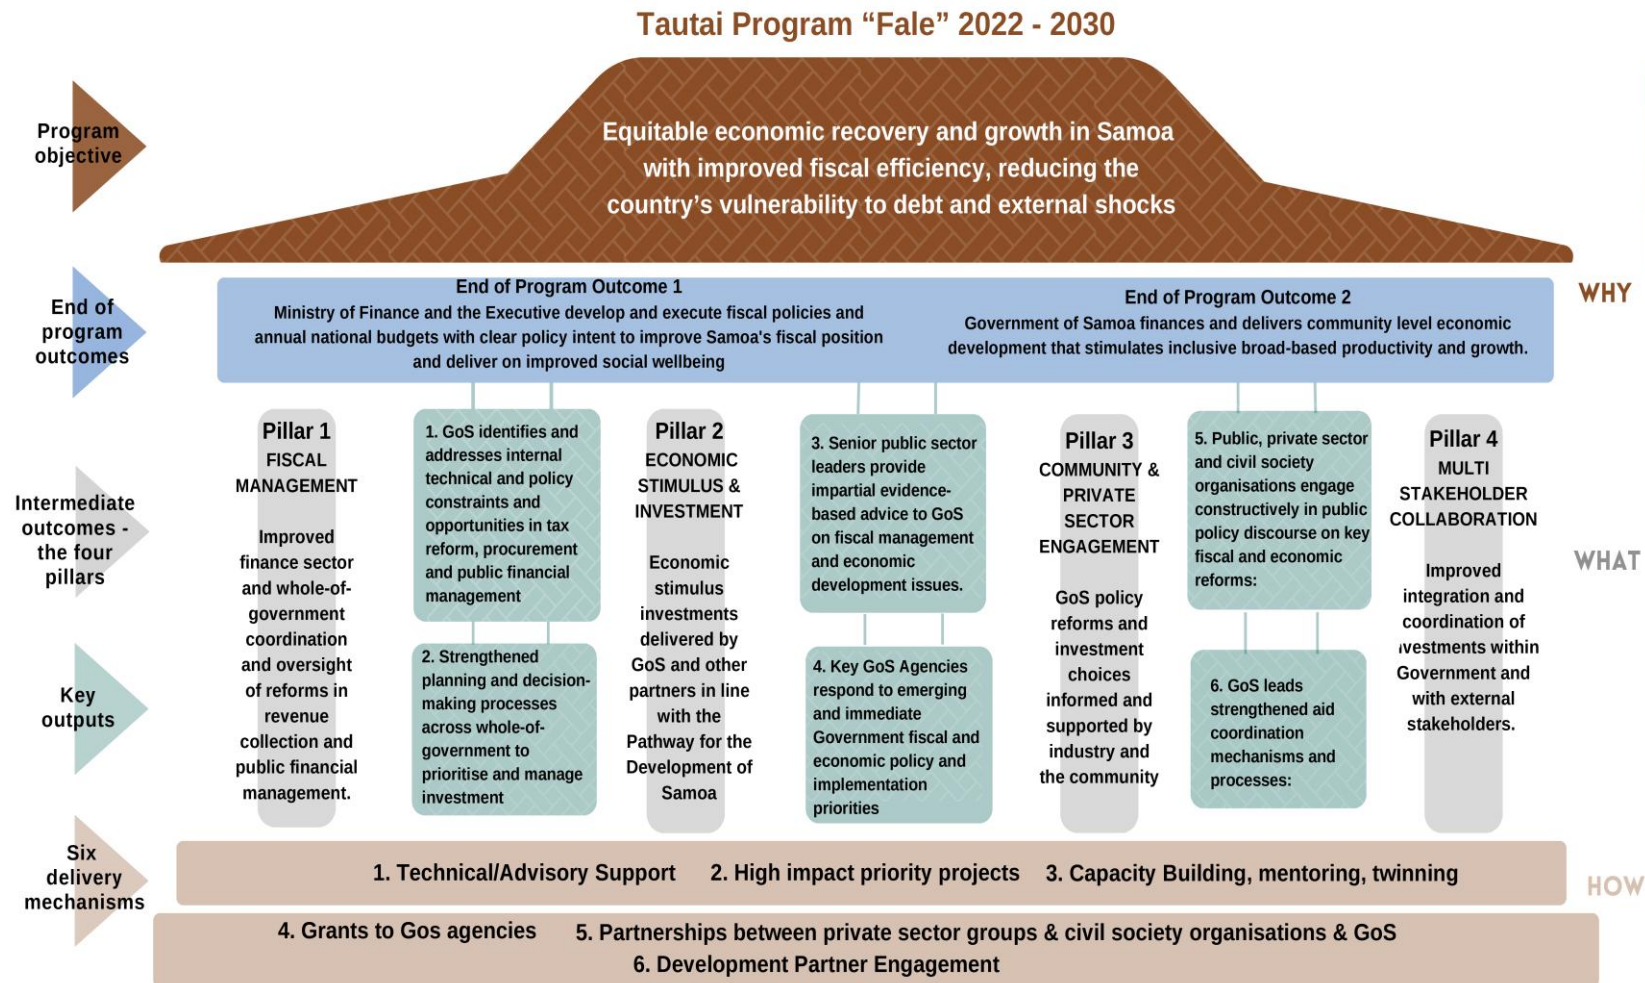 Tautai Program “Fale” 2022 - 2030
Program
objective
Equitable economic recovery and growth in Samoa
with improved fiscal efficiency, reducing the
country’s vulnerability to debt and external shocks
End of
program
outcomes
End of Program Outcome 1
Ministry of Finance and the Executive develop and execute fiscal policies and
annual national budgets with clear policy intent to improve Samoa's fiscal position
and deliver on improved social wellbeing
End of Program Outcome 2
Government of Samoa finances and delivers community level economic
development that stimulates inclusive broad-based productivity and growth.
WHY
Intermediate
outcomes -
the four
pillars
Key
outputs
Pillar 1
FISCAL
MANAGEMENT
Improved
finance sector
and whole-of-
government
coordination
and oversight
of reforms in
revenue
collection and
public financial
management.
1. GoS identifies and
addresses internal
technical and policy
constraints and
opportunities in tax
reform, procurement
and public financial
management
2. Strengthened
planning and decision-
making processes
across whole-of-
government to
prioritise and manage
investment
Pillar 2
ECONOMIC
STIMULUS &
INVESTMENT
Economic
stimulus
investments
delivered by
GoS and other
partners in line
with the
Pathway for the
Development of
Samoa
3. Senior public sector
leaders provide
impartial evidence-
based advice to GoS
on fiscal management
and economic
development issues.
4. Key GoS Agencies
respond to emerging
and immediate
Government fiscal and
economic policy and
implementation
priorities
Pillar 3
COMMUNITY &
PRIVATE
SECTOR
ENGAGEMENT
GoS policy
reforms and
investment
choices
informed and
supported by
industry and
the community
5. Public, private sector
and civil society
organisations engage
constructively in public
policy discourse on key
fiscal and economic
reforms:
6. GoS leads
strengthened aid
coordination
mechanisms and
processes:
Pillar 4
MULTI
STAKEHOLDER
COLLABORATION
Improved
integration and
coordination of
vestments within
Government and
with external
stakeholders.
WHAT
Six
delivery
mechanisms
1. Technical/Advisory Support 2. High impact priority projects 3. Capacity Building, mentoring, twinning
4. Grants to Gos agencies 5. Partnerships between private sector groups & civil society organisations & GoS
6. Development Partner Engagement
HOW